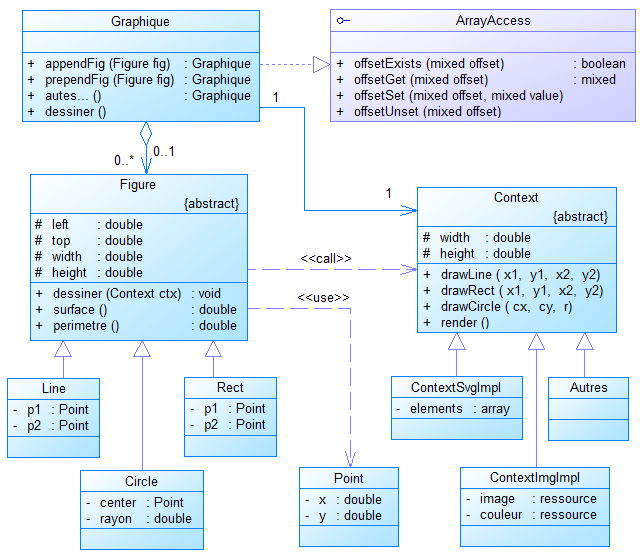 Graphique
+ appendFig (Figure fig) : Graphique
+ prependFig (Figure fig) : Graphique
+ autes... () : Graphique
+ dessiner ()
ArrayAccess
+ offsetExists (mixed offset) : boolean
+ offsetGet (mixed offset) : mixed
+ offsetSet (mixed offset, mixed value)
+ offsetUnset (mixed offset)
1
0..1
0..*
1
Figure
{abstract}
# left : double
# top : double
# width : double
# height : double
+ dessiner (Context ctx) : void
+ surface () : double
+ perimetre () : double
<<call>>
<<use>>
Context
{abstract}
# width : double
# height : double
+ drawLine ( x1, y1, x2, y2)
+ drawRect ( x1, y1, x2, y2)
+ drawCircle ( cx, cy, r)
+ render ()
Line
- p1 : Point
- p2 : Point
Rect
- p1 : Point
- p2 : Point
ContextSvgImpl
- elements : array
Autres
Circle
- center : Point
- rayon : double
Point
- x : double
- y : double
ContextImgImpl
- image : ressource
- couleur : ressource